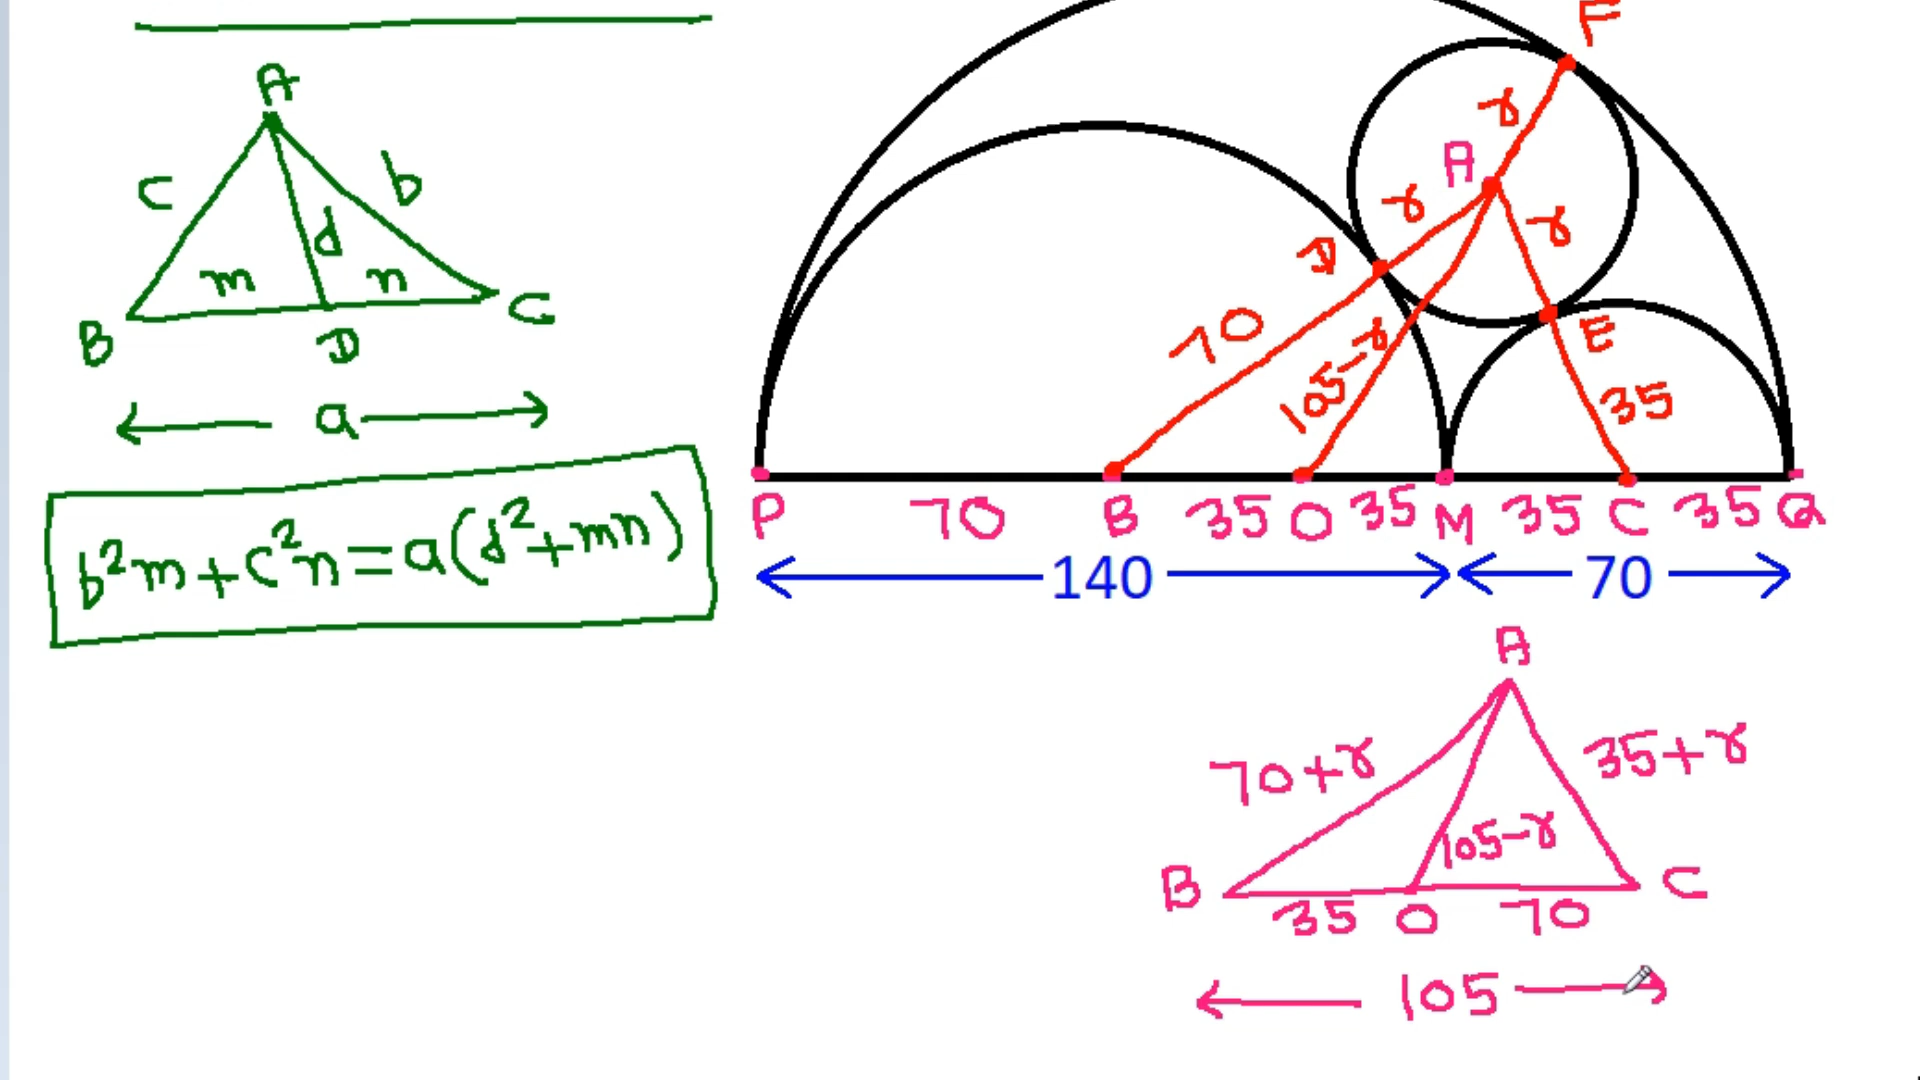 A
c
b
d
m
n
B
D
C
a
b²m+c²n=a(d²+mn)
F
r
A
r
r
D
70
105-r
E
35
P 70 B 35 O 35 M 35 C 35 Q
140 70
A
70+r
35+r
105-r
B 35 O 70 C
105